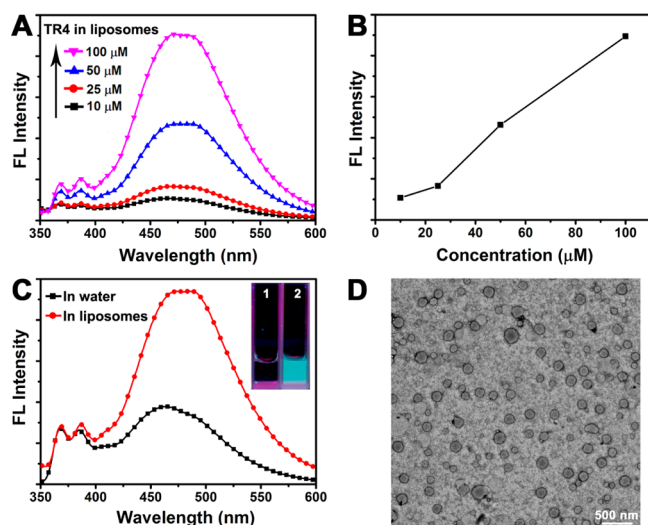 A
TR4 in liposomes
100 μM
50 μM
25 μM
10 μM
FL Intensity
350 400 450 500 550 600
Wavelength (nm)
B
FL Intensity
0 20 40 60 80 100
Concentration (μM)
C
In water
In liposomes
1 2
FL Intensity
350 400 450 500 550 600
Wavelength (nm)
D
500 nm